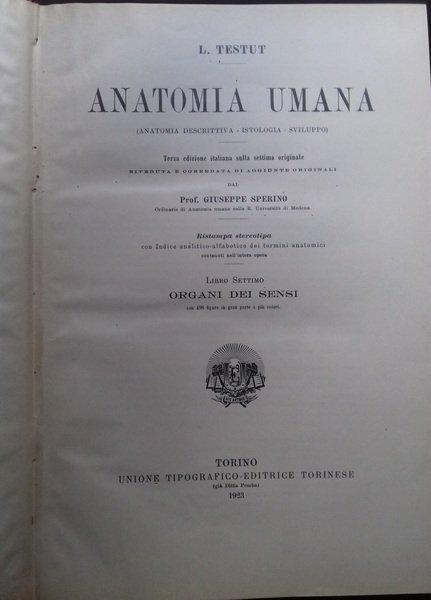 L. TESTUT
ANATOMIA UMANA
(ANATOMIA DESCRITTIVA - ISTOLOGIA - SVILUPPO)
Terza edizione italiana sulla settima originale
RIVEDUTA E CORREDATA DI AGGIUNTE ORIGINALI
DAL
Prof. GIUSEPPE SPERINO
Ordinario di Anatomia umana nella R. Università di Modena.
Ristampa stereotipa
con Indice analitico-alfabetico dei termini anatomici
contenuti nell'intera opera
LIBRO SETTIMO
ORGANI DEI SENSI
con 498 figure in gran parte a più colori.
TORINO
UNIONE TIPOGRAFICO-EDITRICE TORINESE
(già Ditta Pomba)
1923